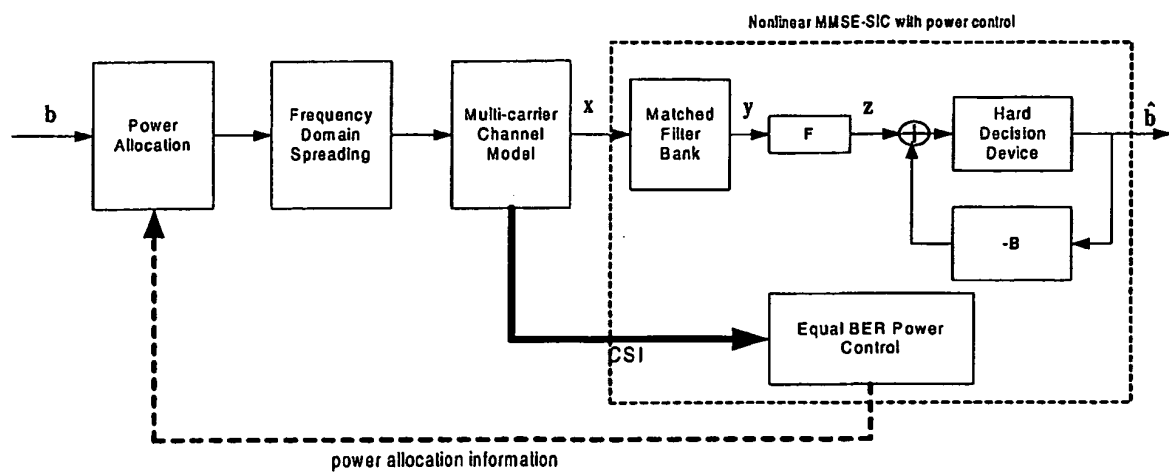 Nonlinear MMSE-SIC with power control
b
Power
Allocation
Frequency
Domain
Spreading
Multi-carrier
Channel
Model
x
Matched
Filter
Bank
y
F
z
Hard
Decision
Device
b̂
-B
Equal BER Power
Control
CSI
power allocation information